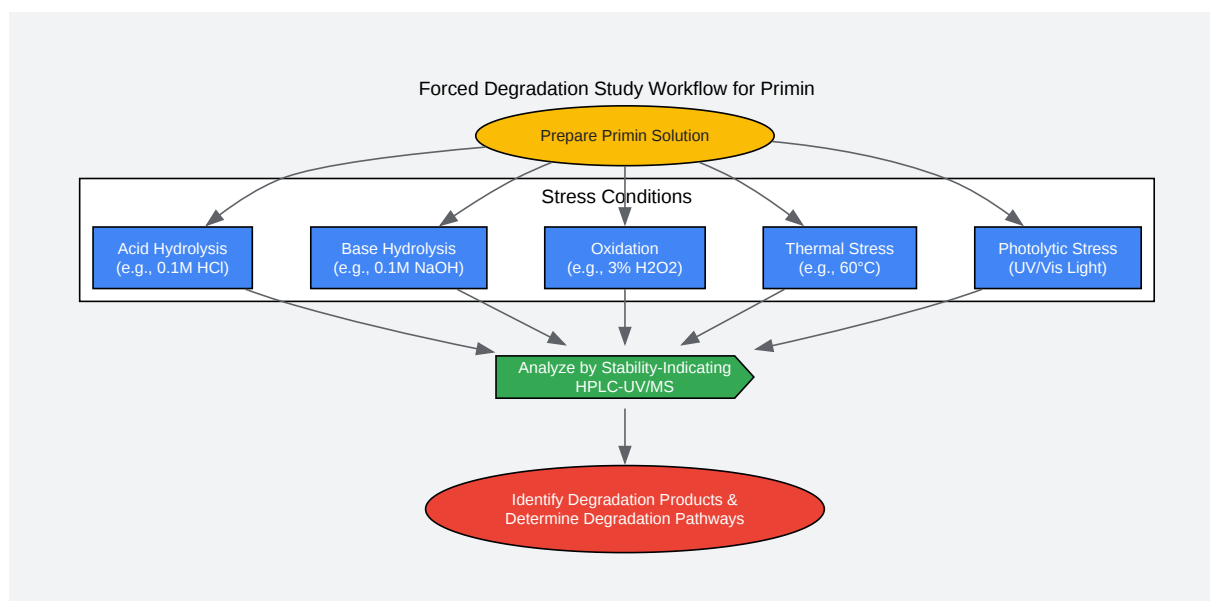 Forced Degradation Study Workflow for Primin
Prepare Primin Solution
Stress Conditions
Acid Hydrolysis
(e.g., 0.1M HCl)
Base Hydrolysis
(e.g., 0.1M NaOH)
Oxidation
(e.g., 3% H2O2)
Thermal Stress
(e.g., 60°C)
Photolytic Stress
(UV/Vis Light)
Analyze by Stability-Indicating
HPLC-UV/MS
Identify Degradation Products &
Determine Degradation Pathways